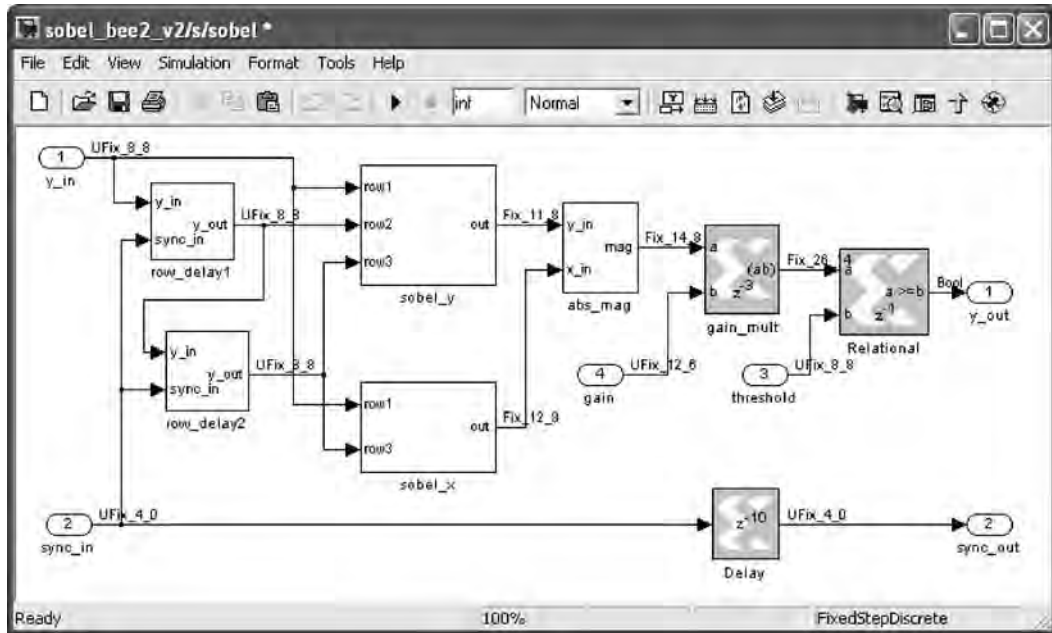 sobel_bee2_v2/s/sobel *
File Edit View Simulation Format Tools Help
inf Normal
1
y_in
UFix_8_8
y_in
y_out
sync_in
row_delay1
UFix_8_8
y_in
y_out
sync_in
row_delay2
UFix_8_8
row1
row2
row3
out
sobel_y
Fix_11_8
row1
row3
out
sobel_x
y_in
mag
x_in
abs_mag
Fix_14_8
a
(ab)
b
z-3
gain_mult
4
gain
UFix_12_6
4
a
a >=b
b
z-1
Relational
3
threshold
UFix_8_8
Bool
1
y_out
2
sync_in
UFix_4_0
z-10
Delay
UFix_4_0
2
sync_out
Ready 100% FixedStepDiscrete